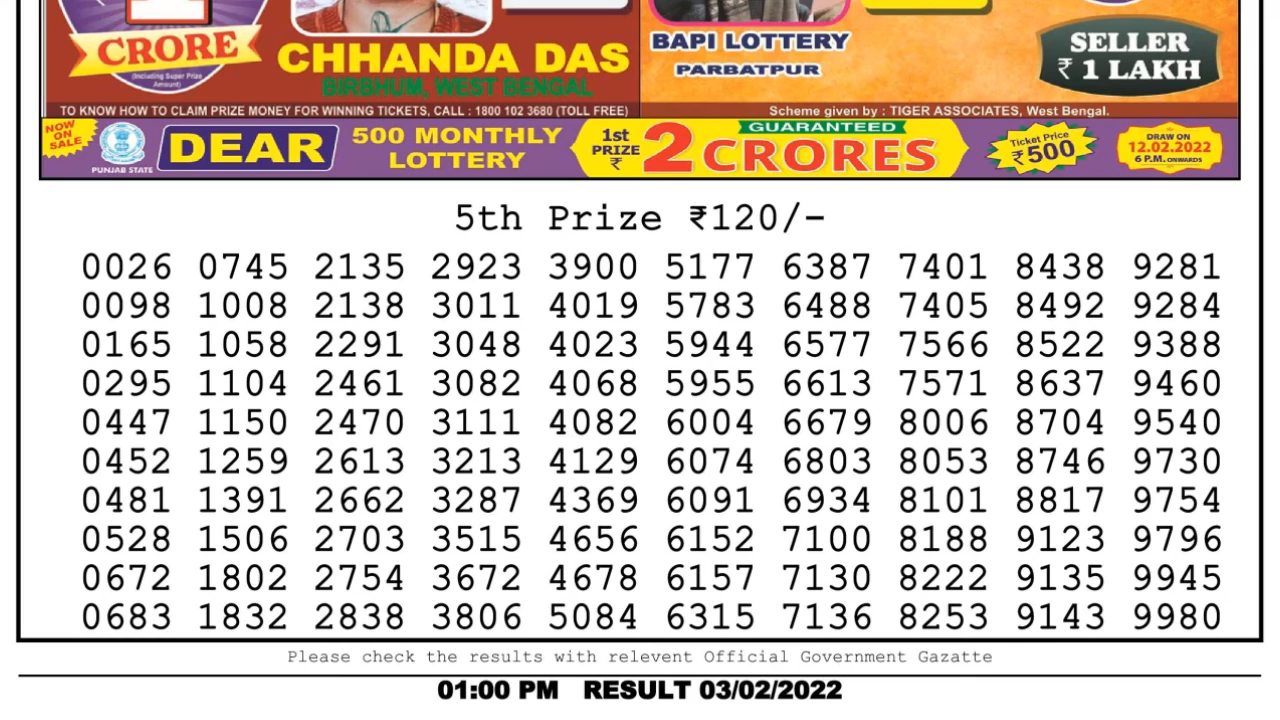 CRORE
(Including Super Prize
Amount)
CHHANDA DAS
BIRBHUM, WEST BENGAL
BAPI LOTTERY
PARBATPUR
SELLER
₹ 1 LAKH
TO KNOW HOW TO CLAIM PRIZE MONEY FOR WINNING TICKETS, CALL : 1800 102 3680 (TOLL FREE)
Scheme given by : TIGER ASSOCIATES, West Bengal.
NOW
ON
SALE
PUNJAB STATE
DEAR
500 MONTHLY
LOTTERY
1st
PRIZE
₹
GUARANTEED
2 CRORES
Ticket Price
₹500
DRAW ON
12.02.2022
6 P.M. ONWARDS
5th Prize ₹120/-
0026 0745 2135 2923 3900 5177 6387 7401 8438 9281
0098 1008 2138 3011 4019 5783 6488 7405 8492 9284
0165 1058 2291 3048 4023 5944 6577 7566 8522 9388
0295 1104 2461 3082 4068 5955 6613 7571 8637 9460
0447 1150 2470 3111 4082 6004 6679 8006 8704 9540
0452 1259 2613 3213 4129 6074 6803 8053 8746 9730
0481 1391 2662 3287 4369 6091 6934 8101 8817 9754
0528 1506 2703 3515 4656 6152 7100 8188 9123 9796
0672 1802 2754 3672 4678 6157 7130 8222 9135 9945
0683 1832 2838 3806 5084 6315 7136 8253 9143 9980
Please check the results with relevent Official Government Gazatte
01:00 PM RESULT 03/02/2022